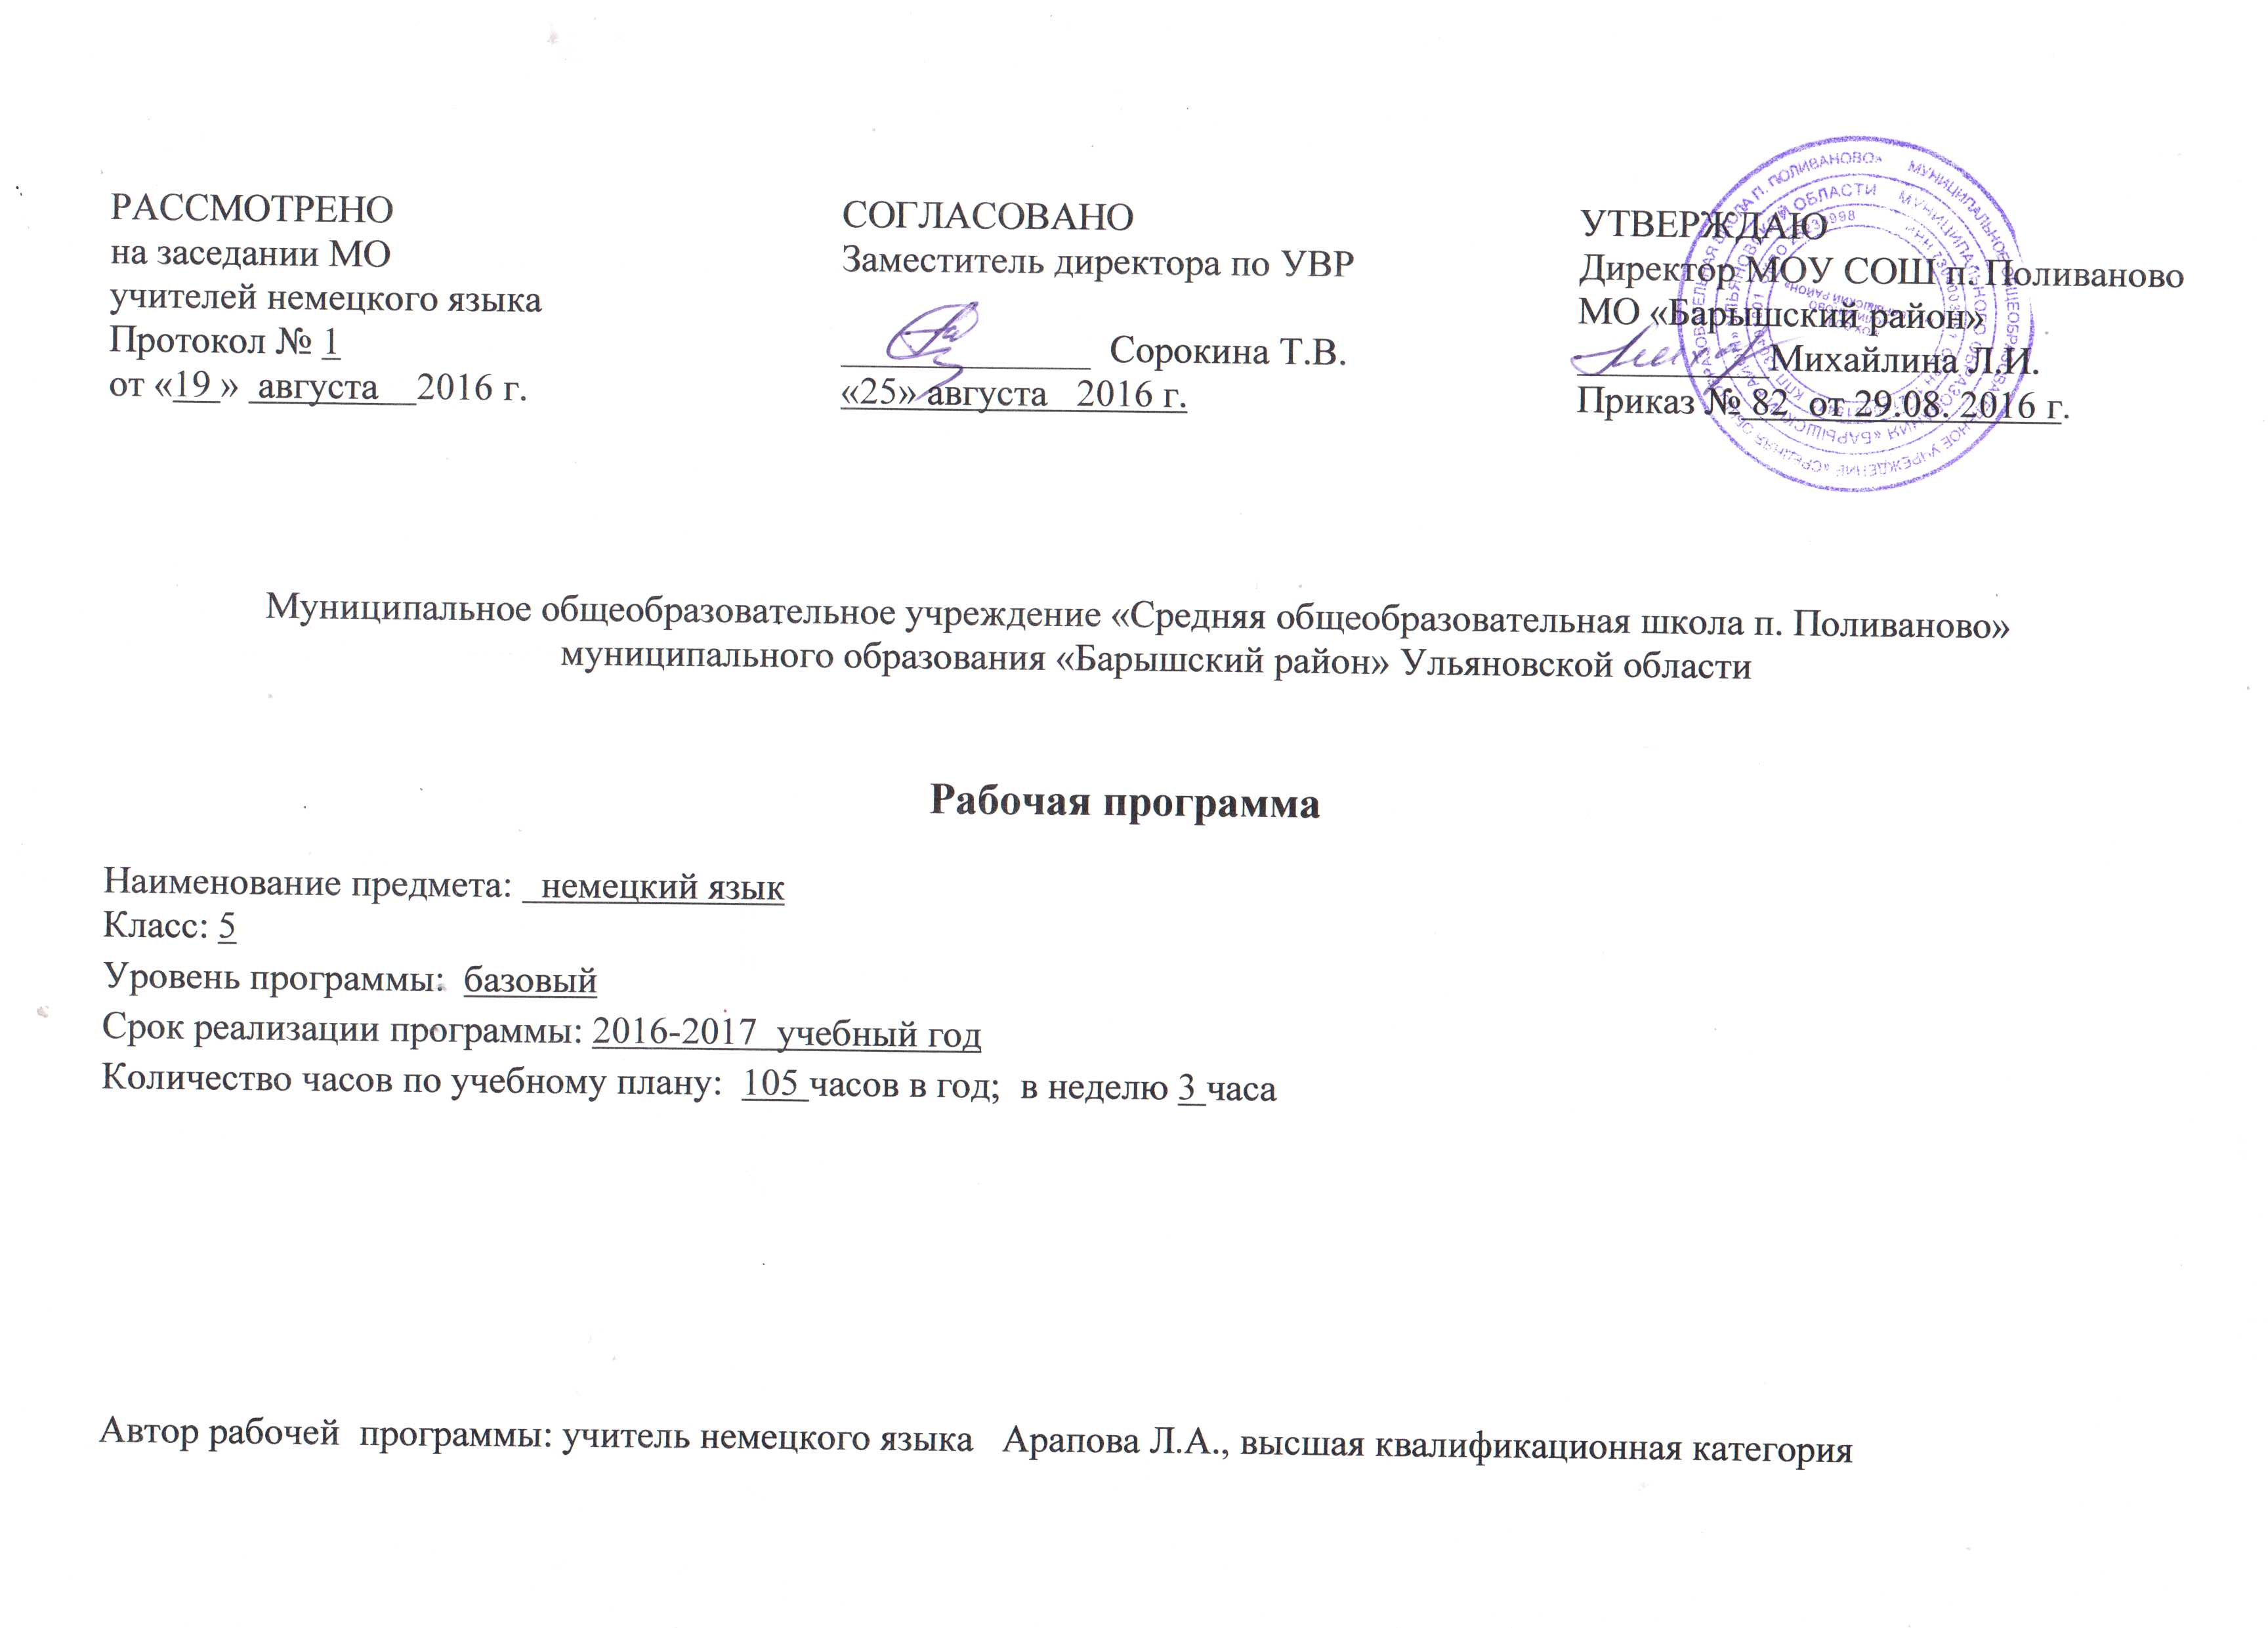 РАССМОТРЕНО
на заседании МО
учителей немецкого языка
Протокол № 1
от «19 » августа 2016 г.
СОГЛАСОВАНО
Заместитель директора по УВР
Сорокина Т.В.
«25» августа 2016 г.
УТВЕРЖДАЮ
Директор МОУ СОШ п. Поливаново
МО «Барышский район»
Михайлина Л.И.
Приказ № 82 от 29.08. 2016 г.
Муниципальное общеобразовательное учреждение «Средняя общеобразовательная школа п. Поливаново»
муниципального образования «Барышский район» Ульяновской области
Рабочая программа
Наименование предмета: немецкий язык
Класс: 5
Уровень программы: базовый
Срок реализации программы: 2016-2017 учебный год
Количество часов по учебному плану: 105 часов в год; в неделю 3 часа
Автор рабочей программы: учитель немецкого языка Арапова Л.А., высшая квалификационная категория